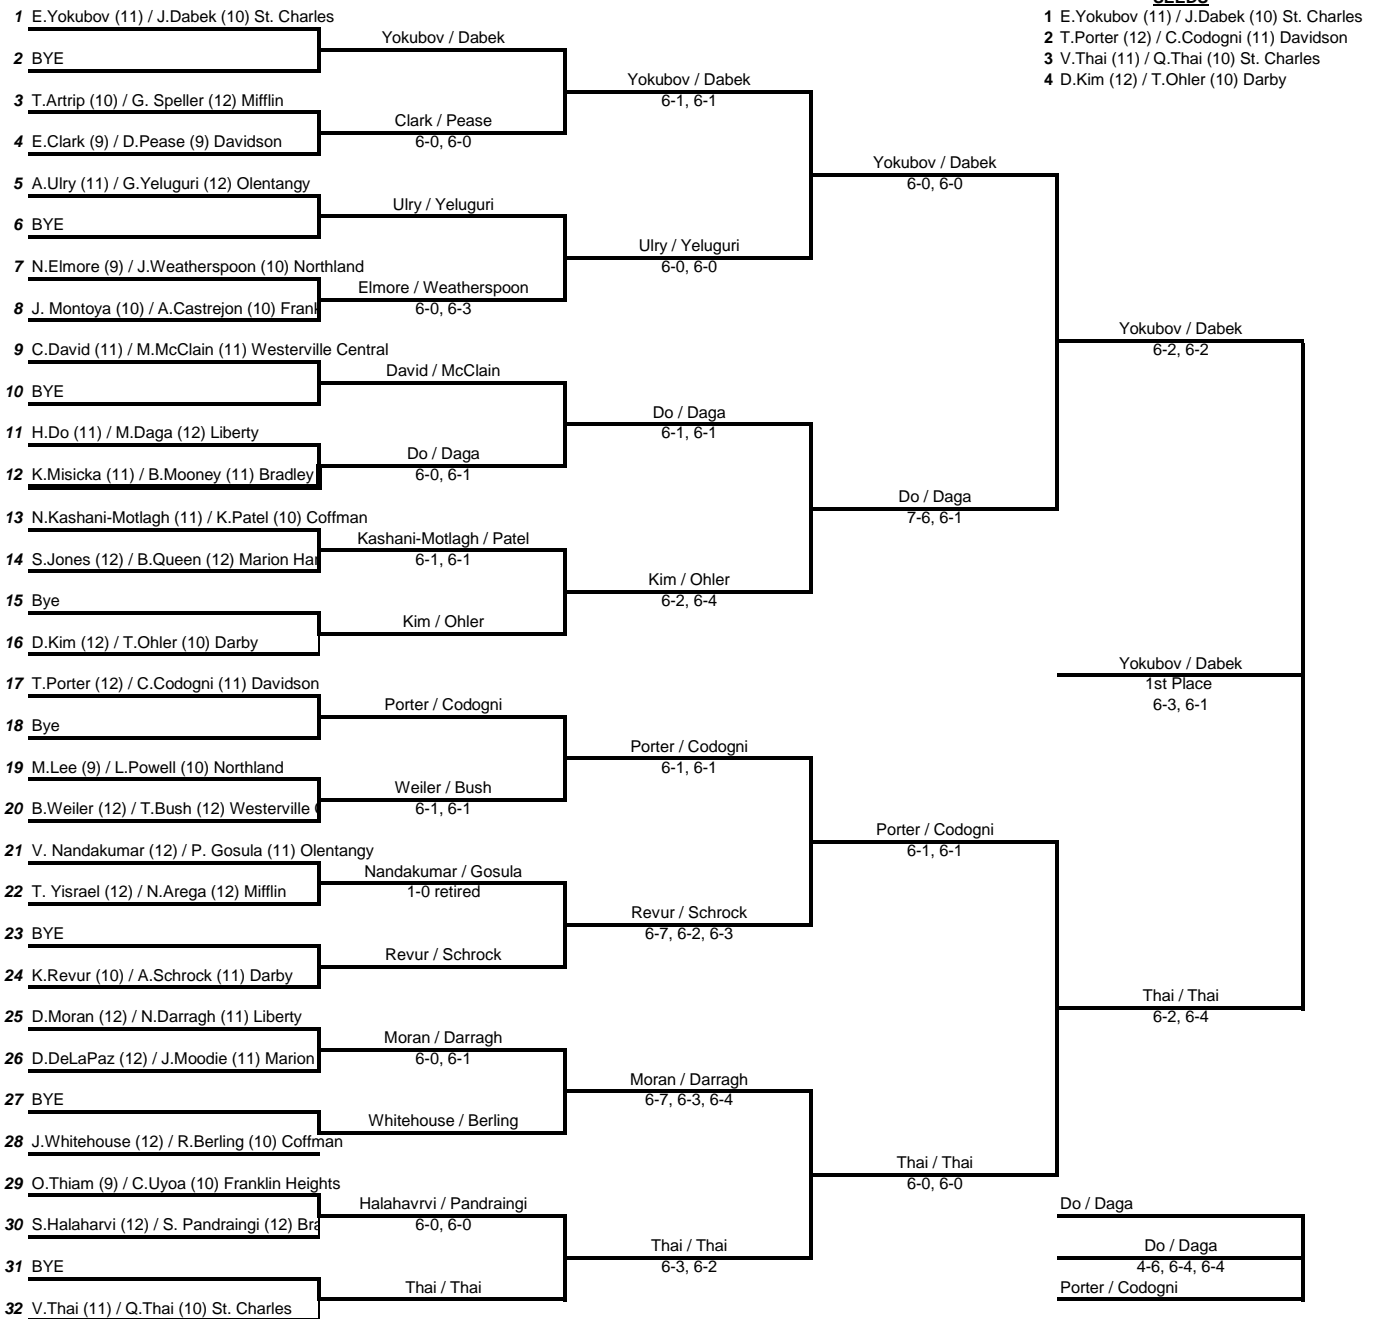 SEEDS
1 E.Yokubov (11) / J.Dabek (10) St. Charles
2 T.Porter (12) / C.Codogni (11) Davidson
3 V.Thai (11) / Q.Thai (10) St. Charles
4 D.Kim (12) / T.Ohler (10) Darby
1 E.Yokubov (11) / J.Dabek (10) St. Charles
2 BYE
3 T.Artrip (10) / G. Speller (12) Mifflin
4 E.Clark (9) / D.Pease (9) Davidson
5 A.Ulry (11) / G.Yeluguri (12) Olentangy
6 BYE
7 N.Elmore (9) / J.Weatherspoon (10) Northland
8 J. Montoya (10) / A.Castrejon (10) Frank
9 C.David (11) / M.McClain (11) Westerville Central
10 BYE
11 H.Do (11) / M.Daga (12) Liberty
12 K.Misicka (11) / B.Mooney (11) Bradley
13 N.Kashani-Motlagh (11) / K.Patel (10) Coffman
14 S.Jones (12) / B.Queen (12) Marion Har
15 Bye
16 D.Kim (12) / T.Ohler (10) Darby
17 T.Porter (12) / C.Codogni (11) Davidson
18 Bye
19 M.Lee (9) / L.Powell (10) Northland
20 B.Weiler (12) / T.Bush (12) Westerville
21 V. Nandakumar (12) / P. Gosula (11) Olentangy
22 T. Yisrael (12) / N.Arega (12) Mifflin
23 BYE
24 K.Revur (10) / A.Schrock (11) Darby
25 D.Moran (12) / N.Darragh (11) Liberty
26 D.DeLaPaz (12) / J.Moodie (11) Marion
27 BYE
28 J.Whitehouse (12) / R.Berling (10) Coffman
29 O.Thiam (9) / C.Uyoa (10) Franklin Heights
30 S.Halaharvi (12) / S. Pandraingi (12) Bra
31 BYE
32 V.Thai (11) / Q.Thai (10) St. Charles
Yokubov / Dabek
Clark / Pease
6-0, 6-0
Ulry / Yeluguri
Elmore / Weatherspoon
6-0, 6-3
David / McClain
Do / Daga
6-0, 6-1
Kashani-Motlagh / Patel
6-1, 6-1
Kim / Ohler
Porter / Codogni
Weiler / Bush
6-1, 6-1
Nandakumar / Gosula
1-0 retired
Revur / Schrock
Moran / Darragh
6-0, 6-1
Whitehouse / Berling
Halahavrvi / Pandraingi
6-0, 6-0
Thai / Thai
Yokubov / Dabek
6-1, 6-1
Ulry / Yeluguri
6-0, 6-0
Do / Daga
6-1, 6-1
Kim / Ohler
6-2, 6-4
Porter / Codogni
6-1, 6-1
Revur / Schrock
6-7, 6-2, 6-3
Moran / Darragh
6-7, 6-3, 6-4
Thai / Thai
6-3, 6-2
Yokubov / Dabek
6-0, 6-0
Do / Daga
7-6, 6-1
Porter / Codogni
6-1, 6-1
Thai / Thai
6-0, 6-0
Yokubov / Dabek
6-2, 6-2
Thai / Thai
6-2, 6-4
Yokubov / Dabek
1st Place
6-3, 6-1
Do / Daga
Do / Daga
4-6, 6-4, 6-4
Porter / Codogni